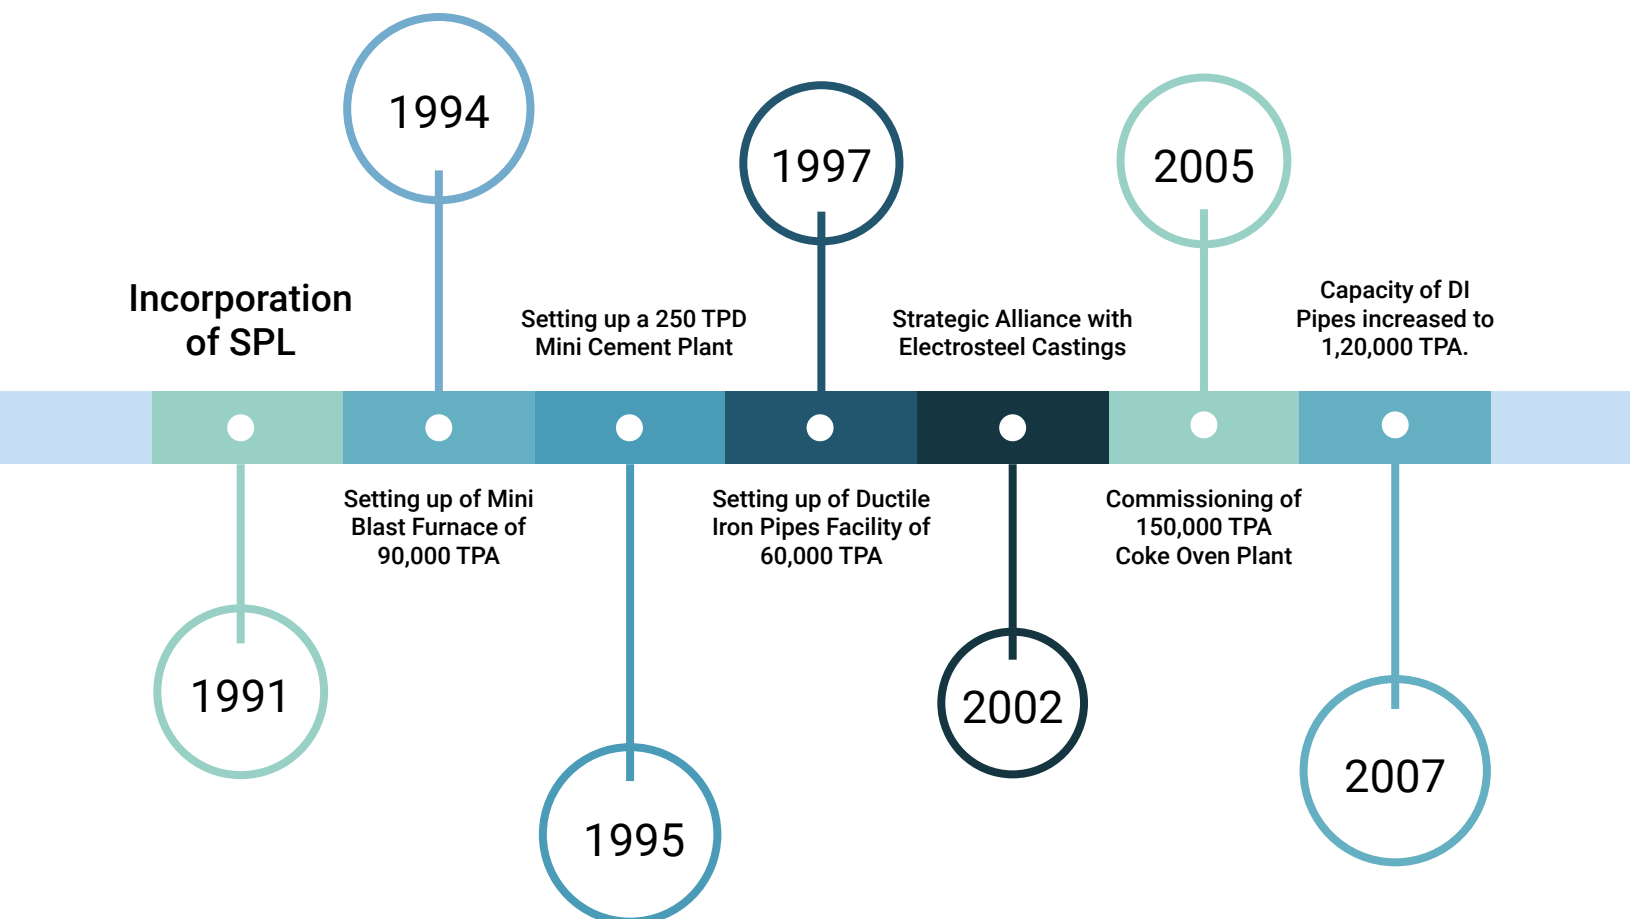 1994
1997
2005
Incorporation
of SPL
Setting up a 250 TPD
Mini Cement Plant
Strategic Alliance with
Electrosteel Castings
Capacity of DI
Pipes increased to
1,20,000 TPA.
Setting up of Mini
Blast Furnace of
90,000 TPA
Setting up of Ductile
Iron Pipes Facility of
60,000 TPA
Commissioning of
150,000 TPA
Coke Oven Plant
1991
1995
2002
2007